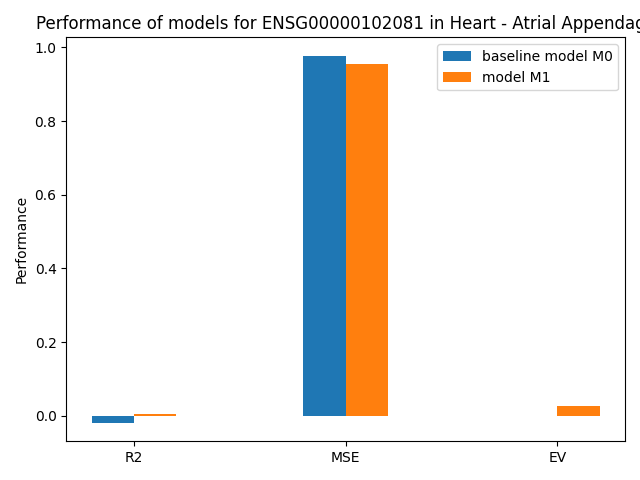 Performance of models for ENSG00000102081 in Heart - Atrial Appendag
baseline model M0
model M1
1.0
0.8
0.6
0.4
0.2
0.0
Performance
R2
MSE
EV